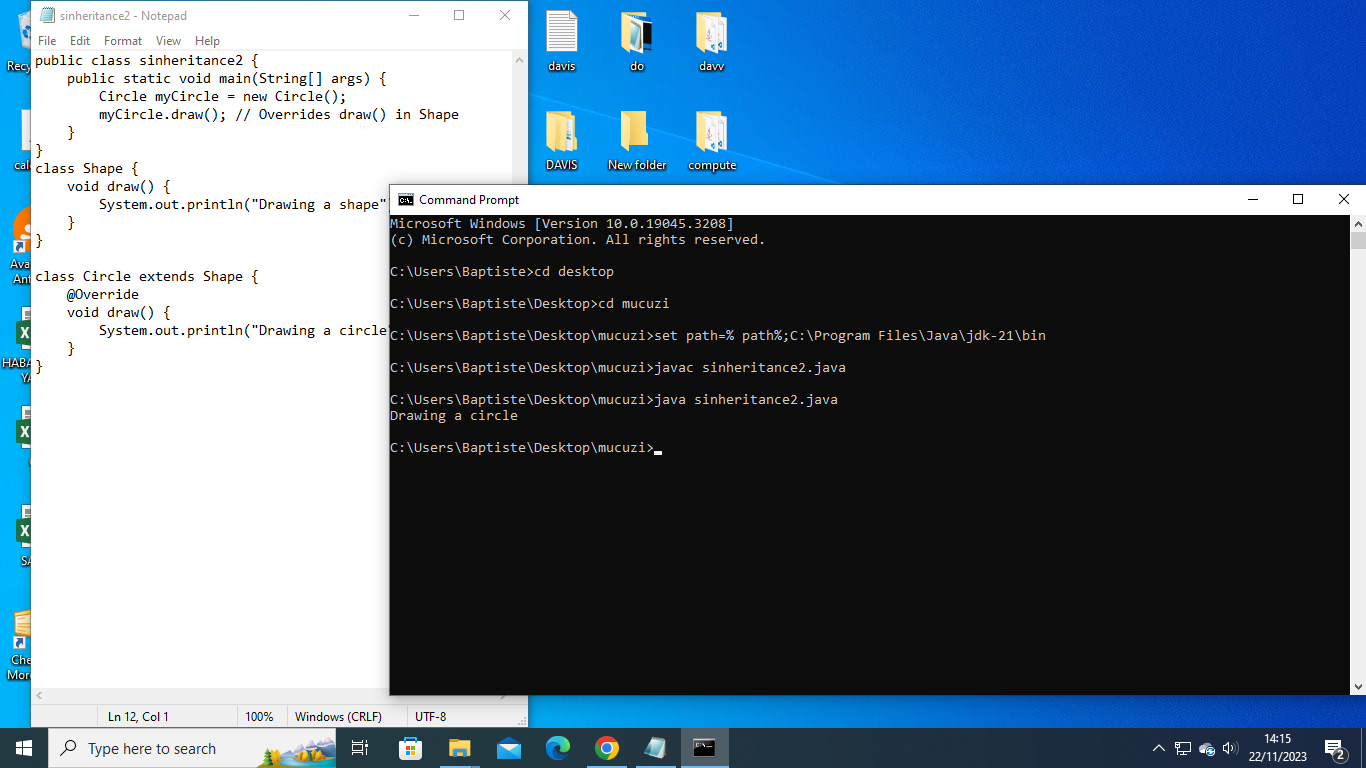 sinheritance2 - Notepad
File Edit Format View Help
public class sinheritance2 {
    public static void main(String[] args) {
        Circle myCircle = new Circle();
        myCircle.draw(); // Overrides draw() in Shape
    }
}
class Shape {
    void draw() {
        System.out.println("Drawing a shape"
    }
}

class Circle extends Shape {
    @Override
    void draw() {
        System.out.println("Drawing a circle
    }
}
Ln 12, Col 1 100% Windows (CRLF) UTF-8
davis do davv
DAVIS New folder compute
Command Prompt
Microsoft Windows [Version 10.0.19045.3208]
(c) Microsoft Corporation. All rights reserved.

C:\Users\Baptiste>cd desktop

C:\Users\Baptiste\Desktop>cd mucuzi

C:\Users\Baptiste\Desktop\mucuzi>set path=% path%;C:\Program Files\Java\jdk-21\bin

C:\Users\Baptiste\Desktop\mucuzi>javac sinheritance2.java

C:\Users\Baptiste\Desktop\mucuzi>java sinheritance2.java
Drawing a circle

C:\Users\Baptiste\Desktop\mucuzi>
Recy
cal
Ava
Ant
HABA
YA
SA
Che
More
Type here to search
14:15
22/11/2023
2